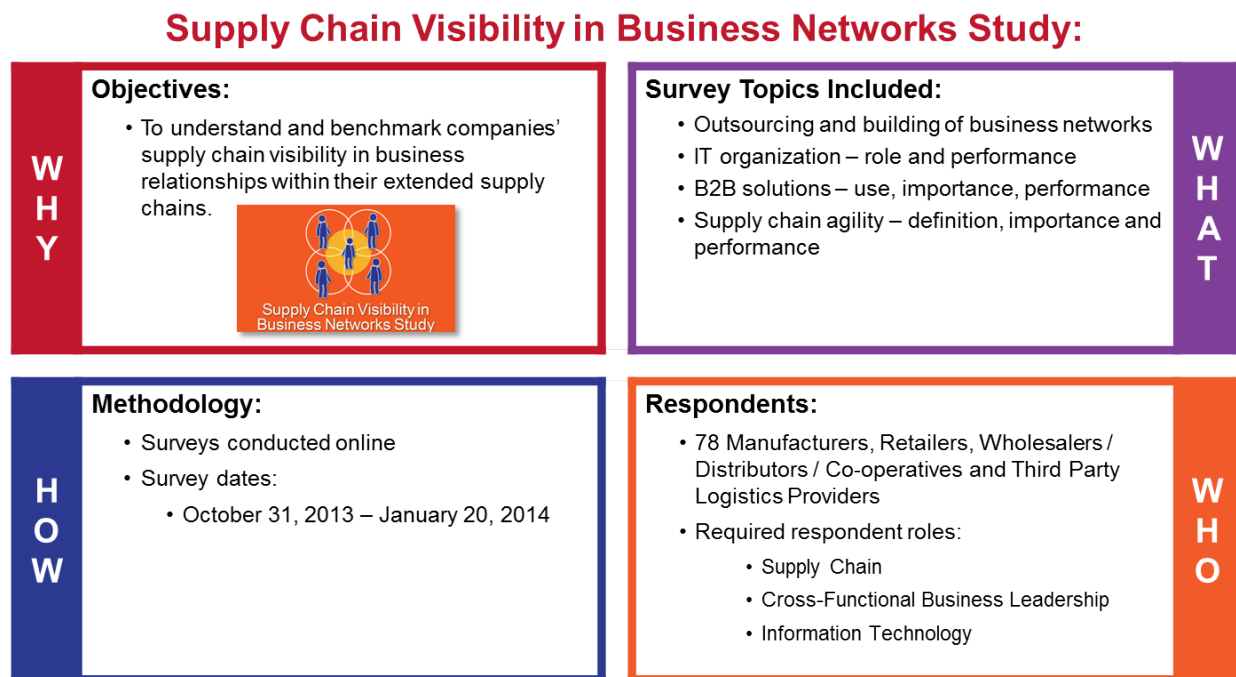 Supply Chain Visibility in Business Networks Study:
WHY
Objectives:
• To understand and benchmark companies’
supply chain visibility in business
relationships within their extended supply
chains.
Supply Chain Visibility in
Business Networks Study
Survey Topics Included:
• Outsourcing and building of business networks
• IT organization – role and performance
• B2B solutions – use, importance, performance
• Supply chain agility – definition, importance and
performance
WHAT
HOW
Methodology:
• Surveys conducted online
• Survey dates:
• October 31, 2013 – January 20, 2014
Respondents:
• 78 Manufacturers, Retailers, Wholesalers /
Distributors / Co-operatives and Third Party
Logistics Providers
• Required respondent roles:
• Supply Chain
• Cross-Functional Business Leadership
• Information Technology
WHO